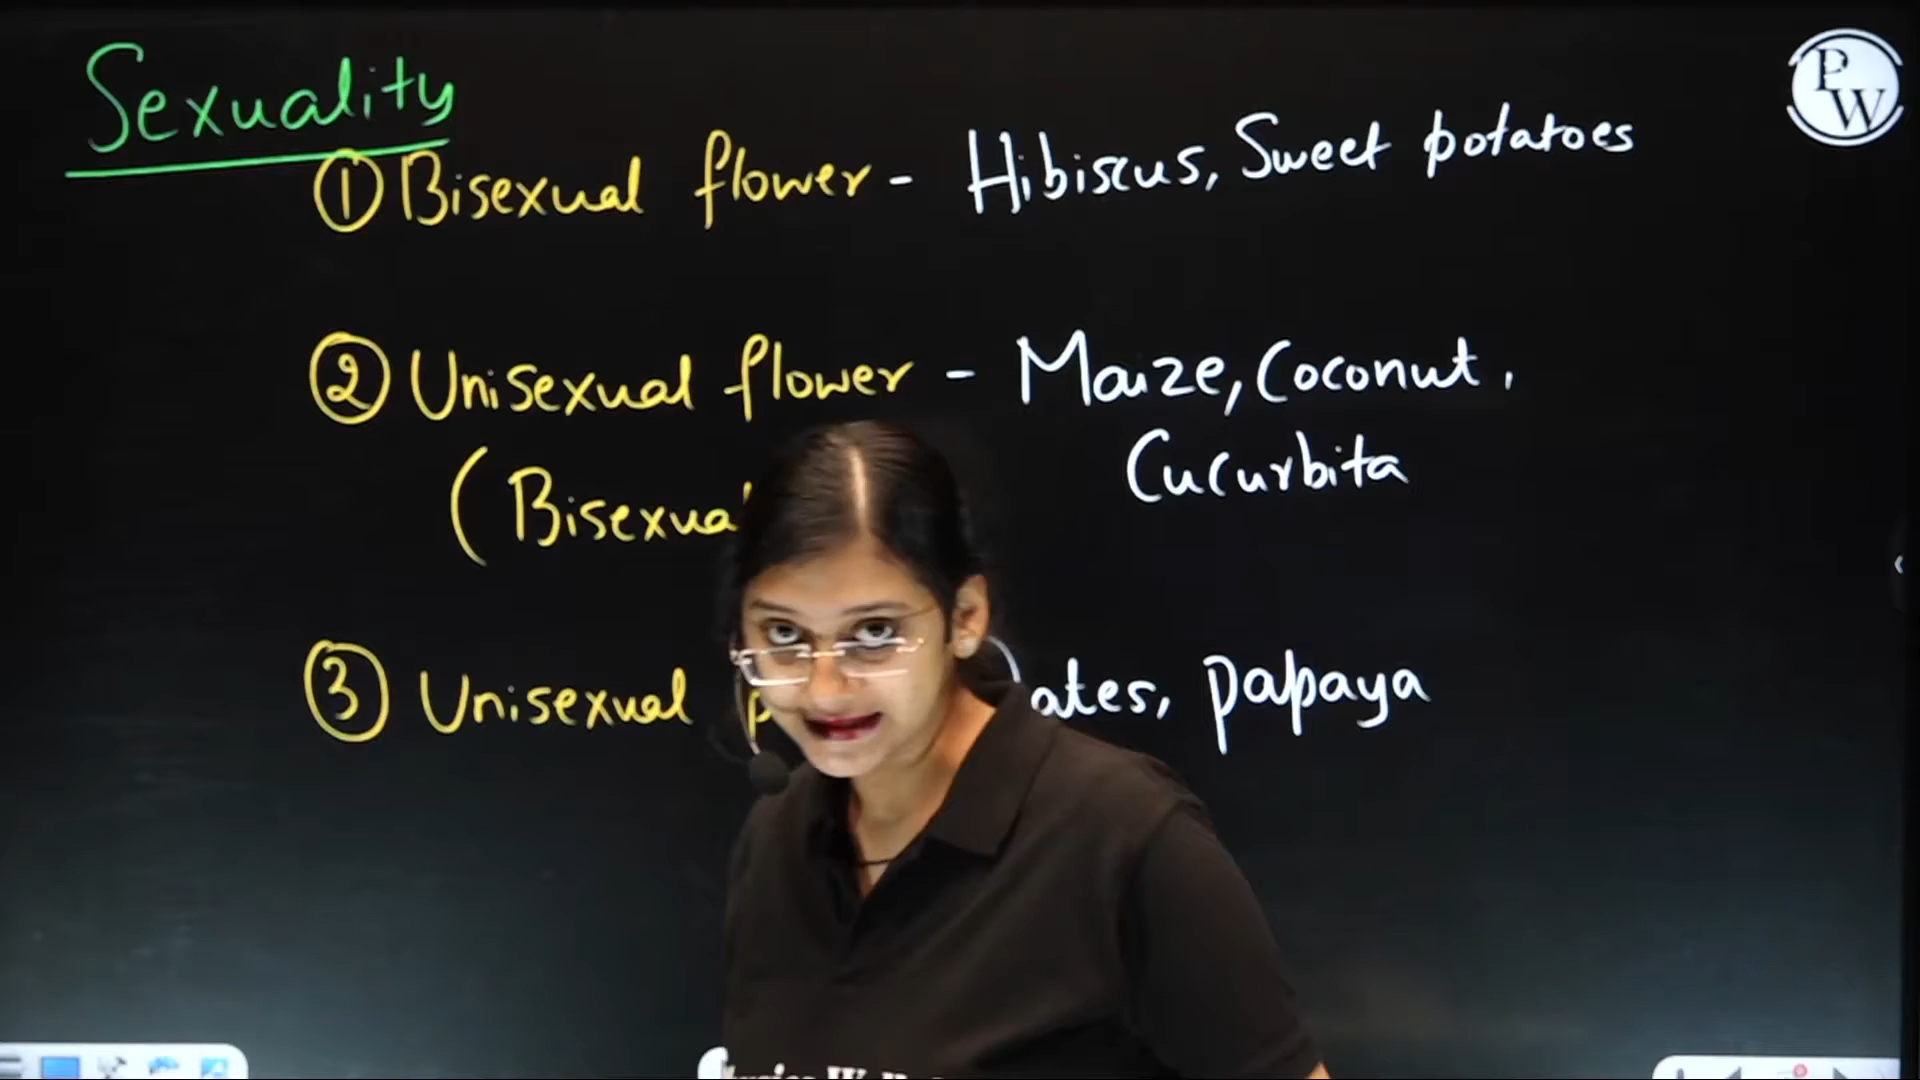 Sexuality
PW
① Bisexual flower - Hibiscus, Sweet potatoes
② Unisexual flower - Maize, Coconut,
Cucurbita
(Bisexua
③ Unisexual p ates, papaya